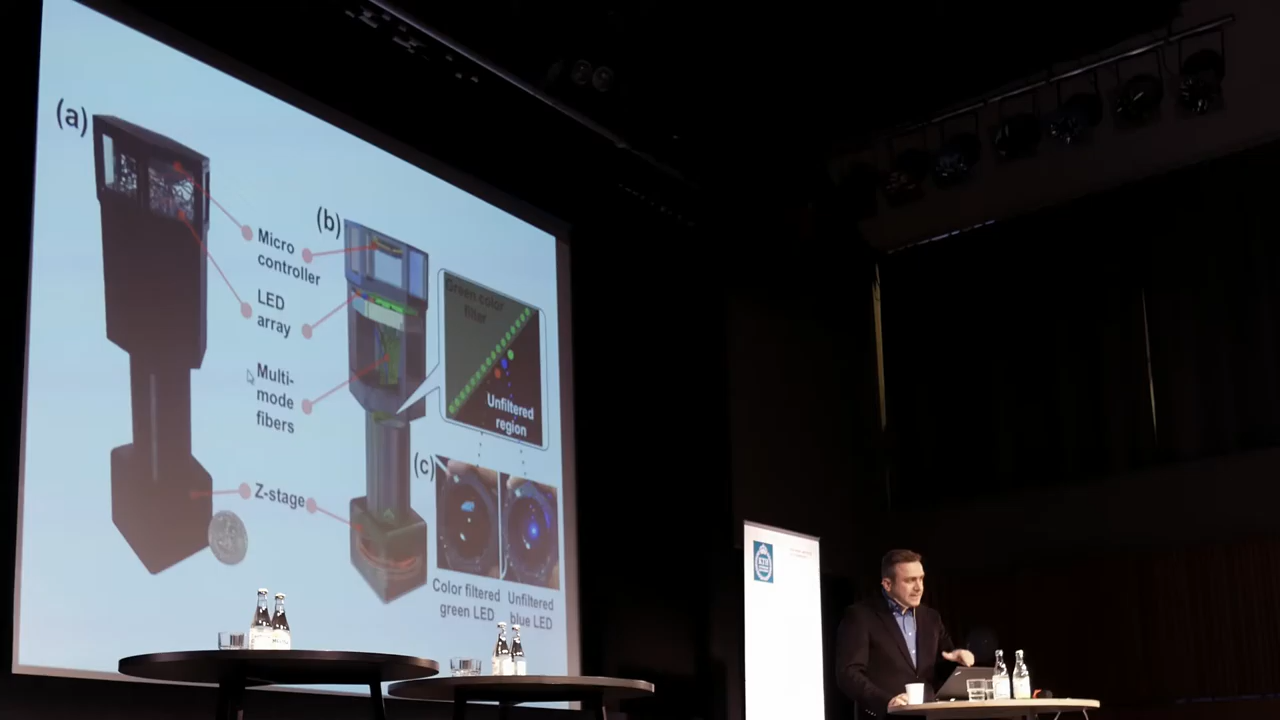 (a)
Micro
controller
LED
array
Multi-
mode
fibers
Z-stage
(b)
Green color
filter
Unfiltered
region
(c)
Color filtered
green LED
Unfiltered
blue LED
KTH